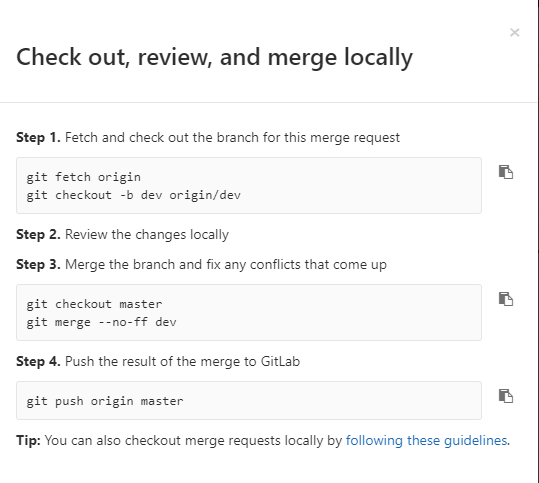 ×
Check out, review, and merge locally
Step 1. Fetch and check out the branch for this merge request
git fetch origin
git checkout -b dev origin/dev
Step 2. Review the changes locally
Step 3. Merge the branch and fix any conflicts that come up
git checkout master
git merge --no-ff dev
Step 4. Push the result of the merge to GitLab
git push origin master
Tip: You can also checkout merge requests locally by following these guidelines.